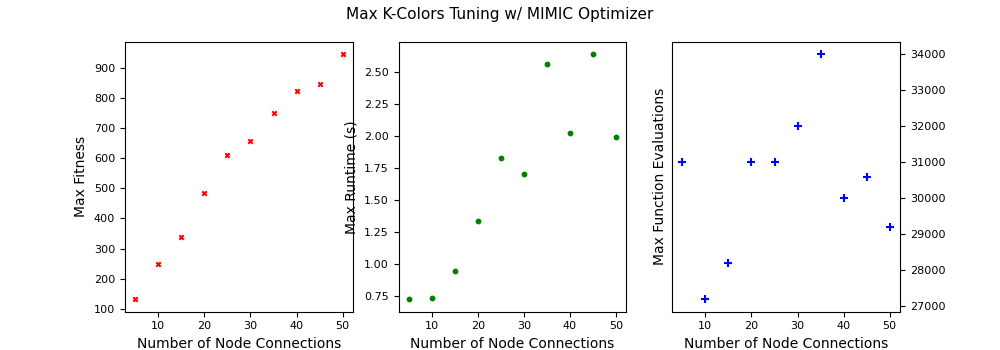 Max K-Colors Tuning w/ MIMIC Optimizer
Max Fitness
900
800
700
600
500
400
300
200
100
10 20 30 40 50
Number of Node Connections
Max Runtime (s)
2.50
2.25
2.00
1.75
1.50
1.25
1.00
0.75
10 20 30 40 50
Number of Node Connections
Max Function Evaluations
34000
33000
32000
31000
30000
29000
28000
27000
10 20 30 40 50
Number of Node Connections